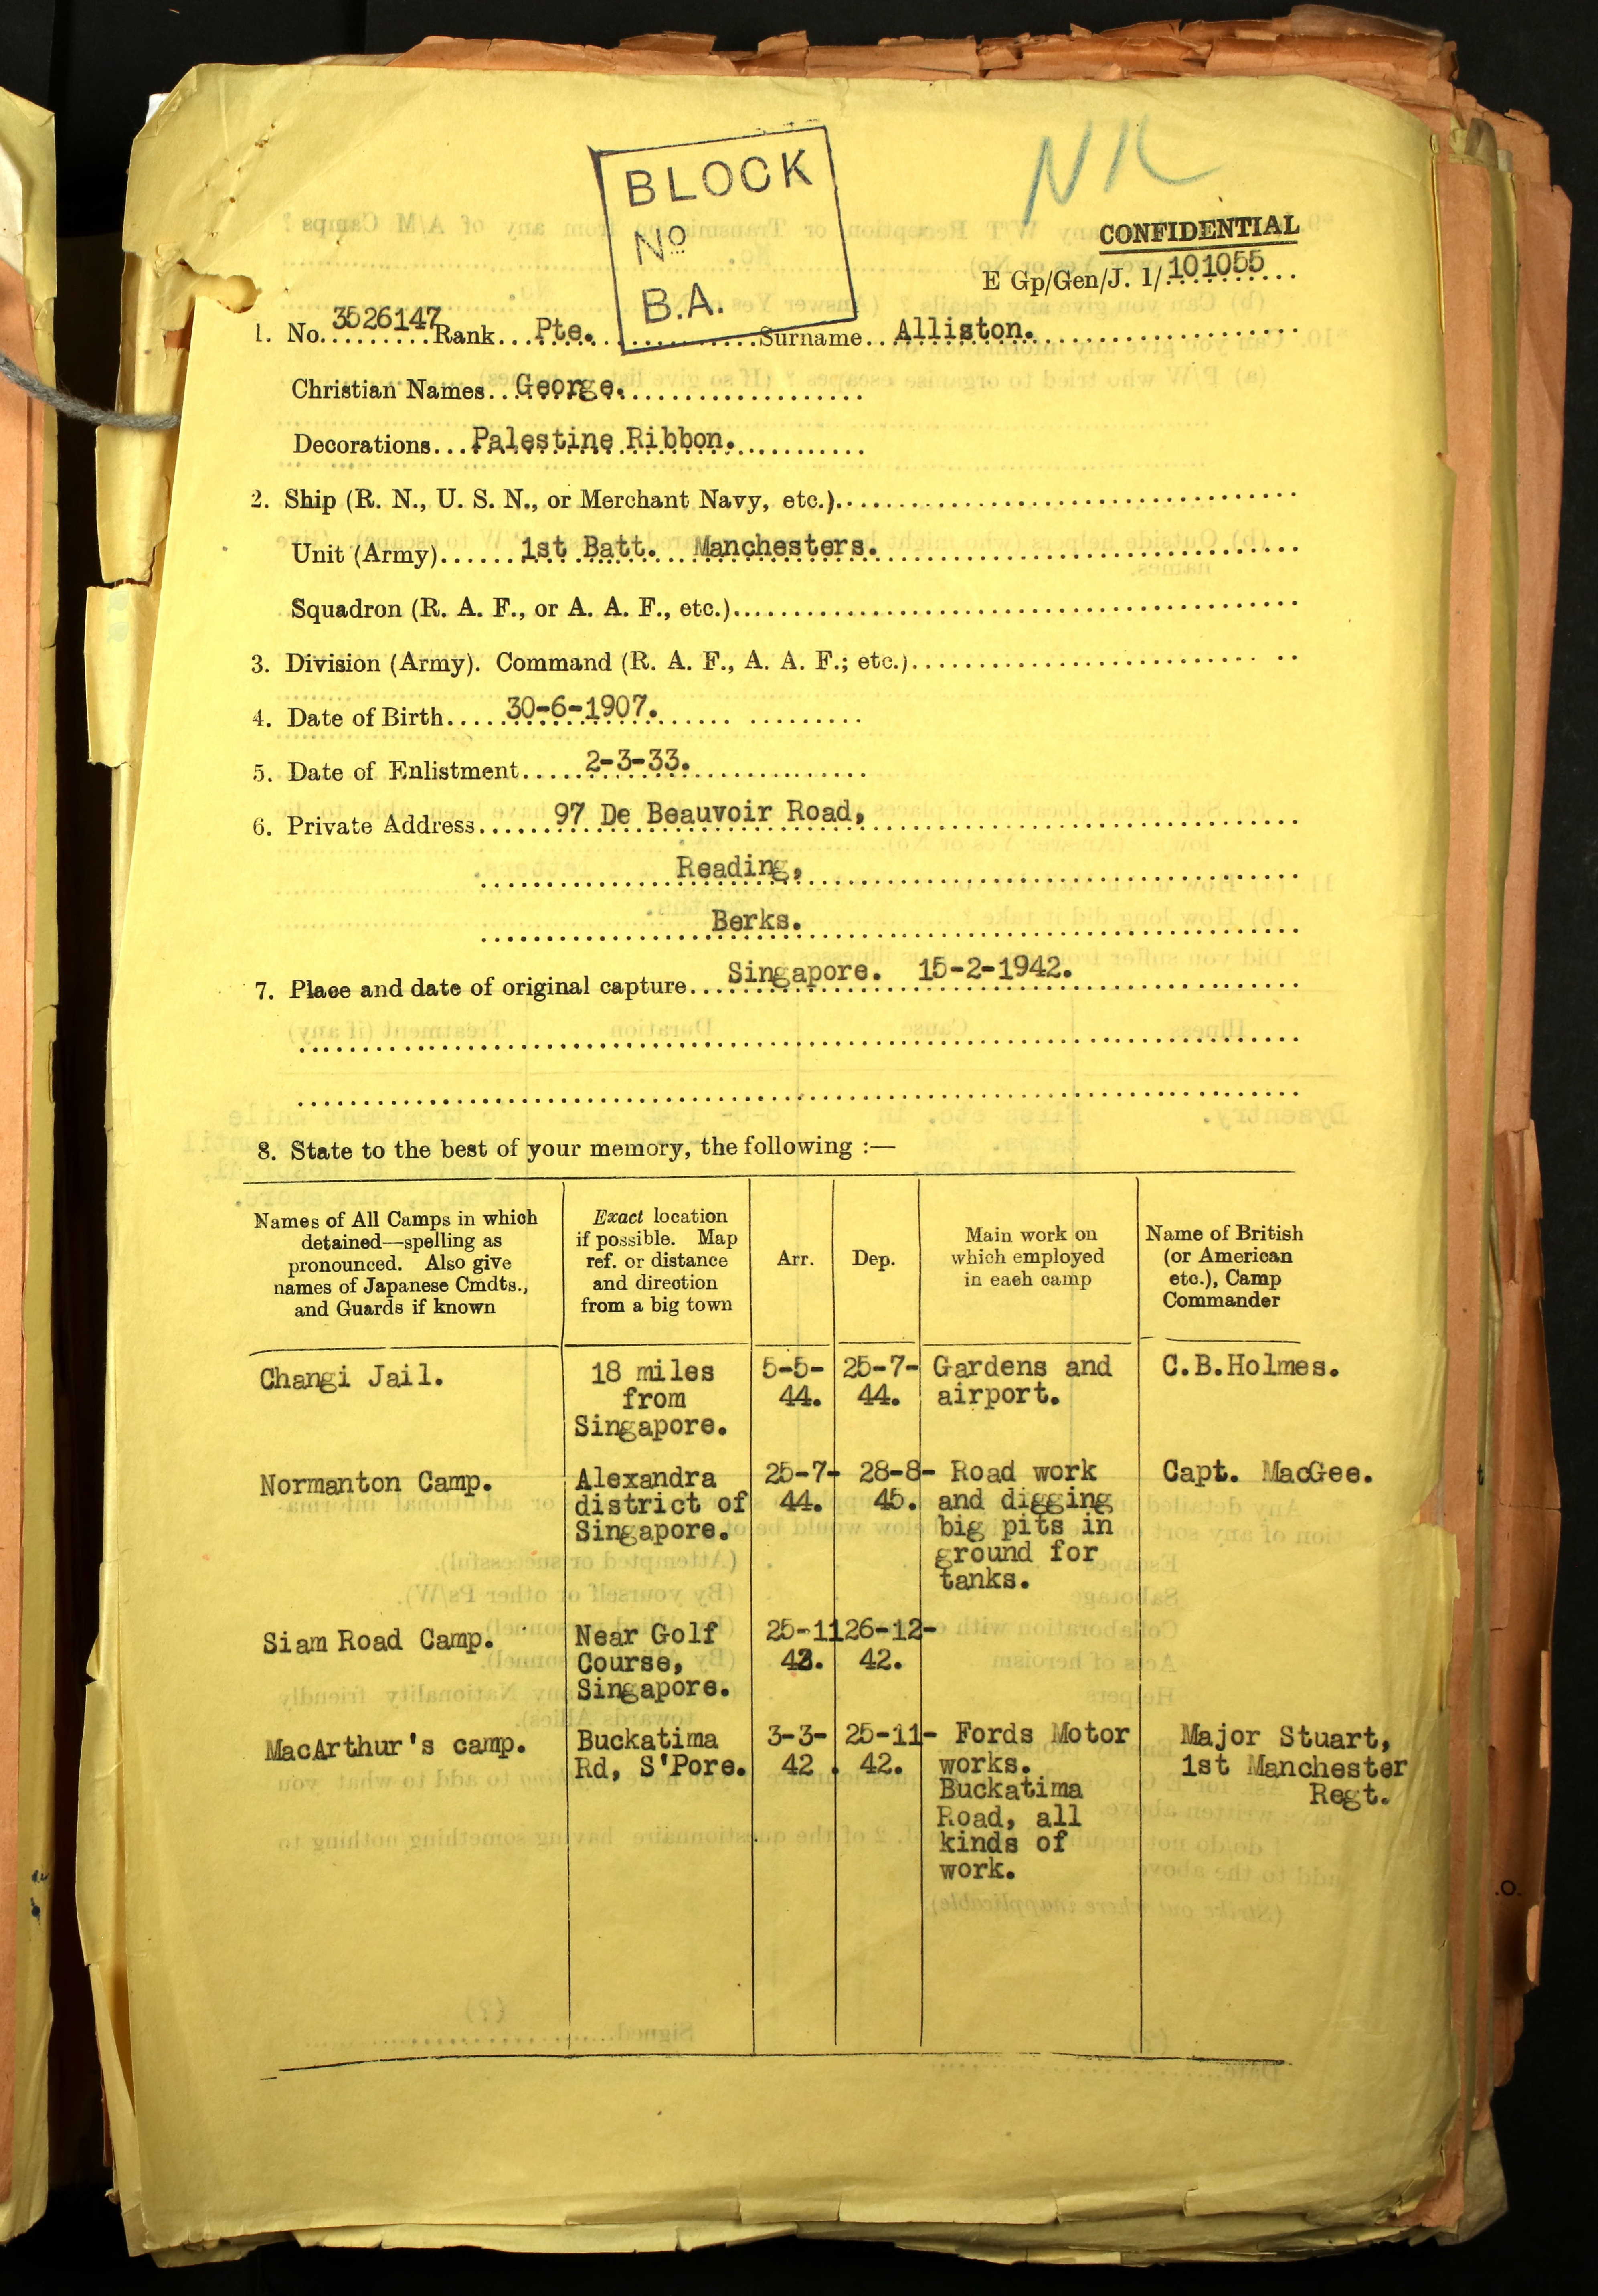 BLOCK
Nº
B.A.
NR
CONFIDENTIAL
E Gp/Gen/J. 1/101055
1. No. 3526147 Rank Pte. Surname Alliston.
Christian Names George.
Decorations Palestine Ribbon.
2. Ship (R. N., U. S. N., or Merchant Navy, etc.)
Unit (Army) 1st Batt. Manchesters.
Squadron (R. A. F., or A. A. F., etc.)
3. Division (Army). Command (R. A. F., A. A. F.; etc.)
4. Date of Birth 30-6-1907.
5. Date of Enlistment 2-3-33.
6. Private Address 97 De Beauvoir Road,
Reading,
Berks.
7. Place and date of original capture Singapore. 15-2-1942.
8. State to the best of your memory, the following :—
Names of All Camps in which
detained—spelling as
pronounced. Also give
names of Japanese Cmdts.,
and Guards if known
Exact location
if possible. Map
ref. or distance
and direction
from a big town
Arr.
Dep.
Main work on
which employed
in each camp
Name of British
(or American
etc.), Camp
Commander
Changi Jail.
18 miles
from
Singapore.
5-5-
44.
25-7-
44.
Gardens and
airport.
C.B.Holmes.
Normanton Camp.
Alexandra
district of
Singapore.
25-7-
44.
28-8-
45.
Road work
and digging
big pits in
ground for
tanks.
Capt. MacGee.
Siam Road Camp.
Near Golf
Course,
Singapore.
25-11
26-12-
42.
MacArthur's camp.
Buckatima
Rd, S'Pore.
3-3-
42.
25-11-
42.
Fords Motor
works.
Buckatima
Road, all
kinds of
work.
Major Stuart,
1st Manchester
Regt.